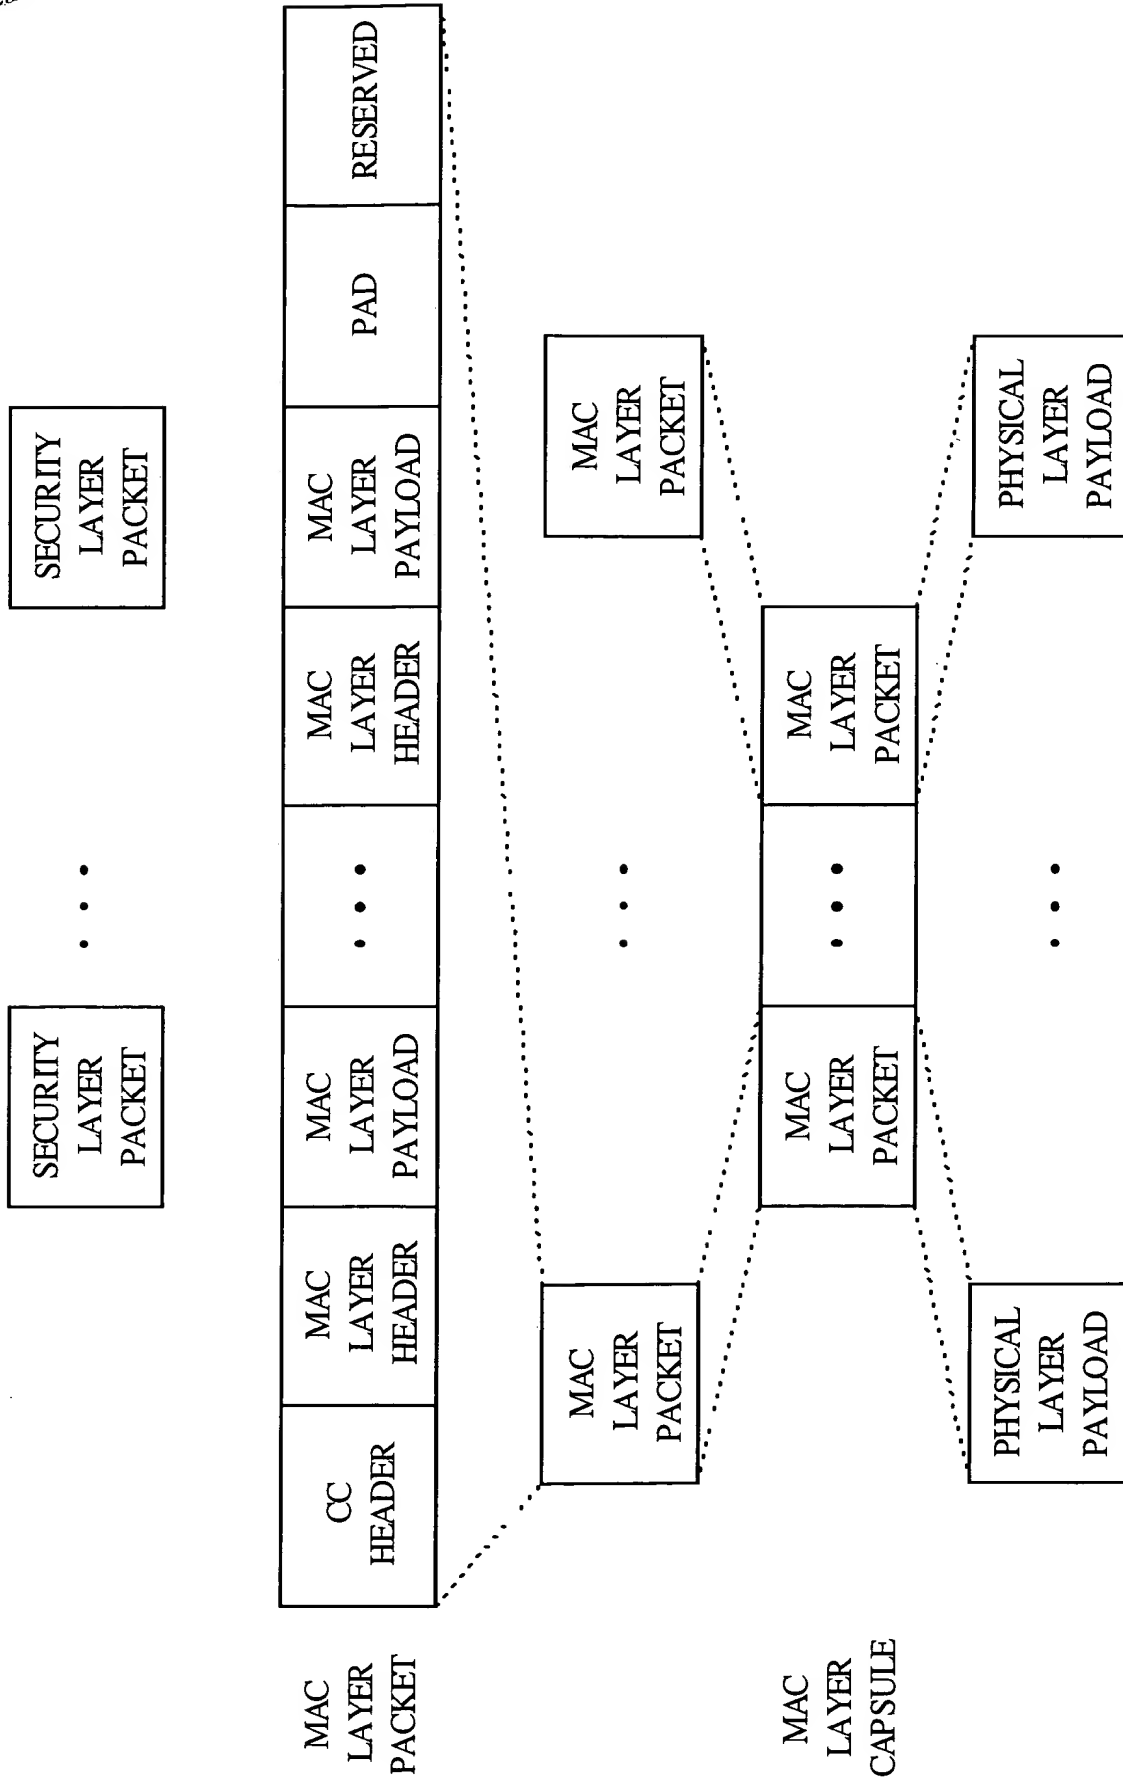 SECURITY
LAYER
PACKET
• • •
SECURITY
LAYER
PACKET
MAC
LAYER
PACKET
CC
HEADER
MAC
LAYER
HEADER
MAC
LAYER
PAYLOAD
• • •
MAC
LAYER
HEADER
MAC
LAYER
PAYLOAD
PAD
RESERVED
MAC
LAYER
PACKET
• • •
MAC
LAYER
PACKET
MAC
LAYER
CAPSULE
MAC
LAYER
PACKET
• • •
MAC
LAYER
PACKET
PHYSICAL
LAYER
PAYLOAD
• • •
PHYSICAL
LAYER
PAYLOAD